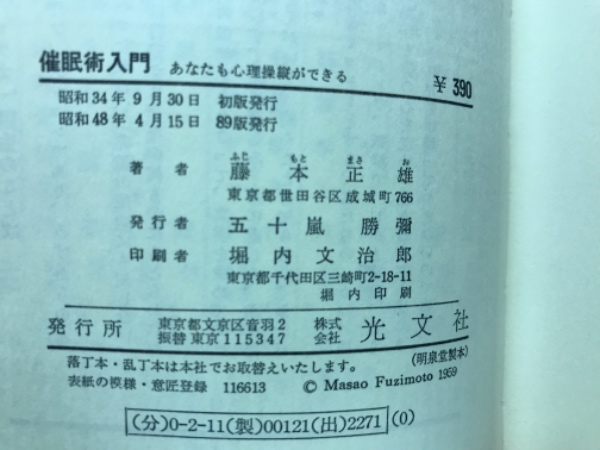 催眠術入門 あなたも心理操縦ができる ¥390
昭和34年9月30日 初版発行
昭和48年4月15日 89版発行
ふじ もと まさ お
著者 藤本正雄
東京都世田谷区成城町766
発行者 五十嵐勝彌
印刷者 堀内文治郎
東京都千代田区三崎町2-18-11
堀内印刷
発行所 東京都文京区音羽2 振替東京115347 株式会社 光文社
落丁本・乱丁本は本社でお取替えいたします。 (明泉堂製本)
表紙の模様・意匠登録 116613 © Masao Fuzimoto 1959
(分)0-2-11(製)00121(出)2271(0)